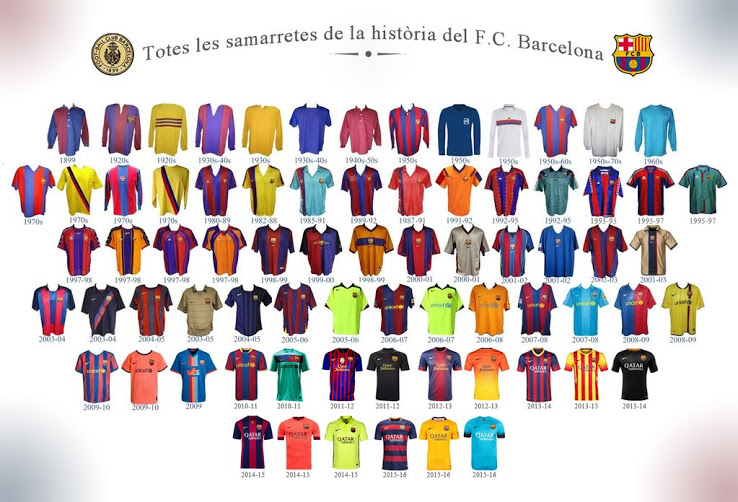 Totes les samarretes de la història del F.C. Barcelona
FCB
1899 1920s 1920s 1930s-40s 1930s 1930s-40s 1940s-50s 1950s 1950s 1950s 1950s-60s 1950s-70s 1960s
1970s 1970s 1970s 1970s 1980-89 1982-88 1985-91 1989-92 1987-91 1991-92 1992-95 1992-95 1993-95 1995-97 1995-97
1997-98 1997-98 1997-98 1997-98 1998-99 1999-00 1998-99 2000-01 2000-01 2001-02 2002-03 2001-03
2003-04 2003-04 2004-05 2003-05 2004-05 2005-06 2005-06 2006-07 2006-07 2006-08 2007-08 2007-08 2008-09 2008-09
2009-10 2009-10 2009 2010-11 2010-11 2011-12 2011-12 2012-13 2012-13 2013-14 2013-15 2013-14
QATAR QATAR QATAR QATAR QATAR QATAR
2014-15 2014-15 2014-15 2015-16 2015-16 2015-16